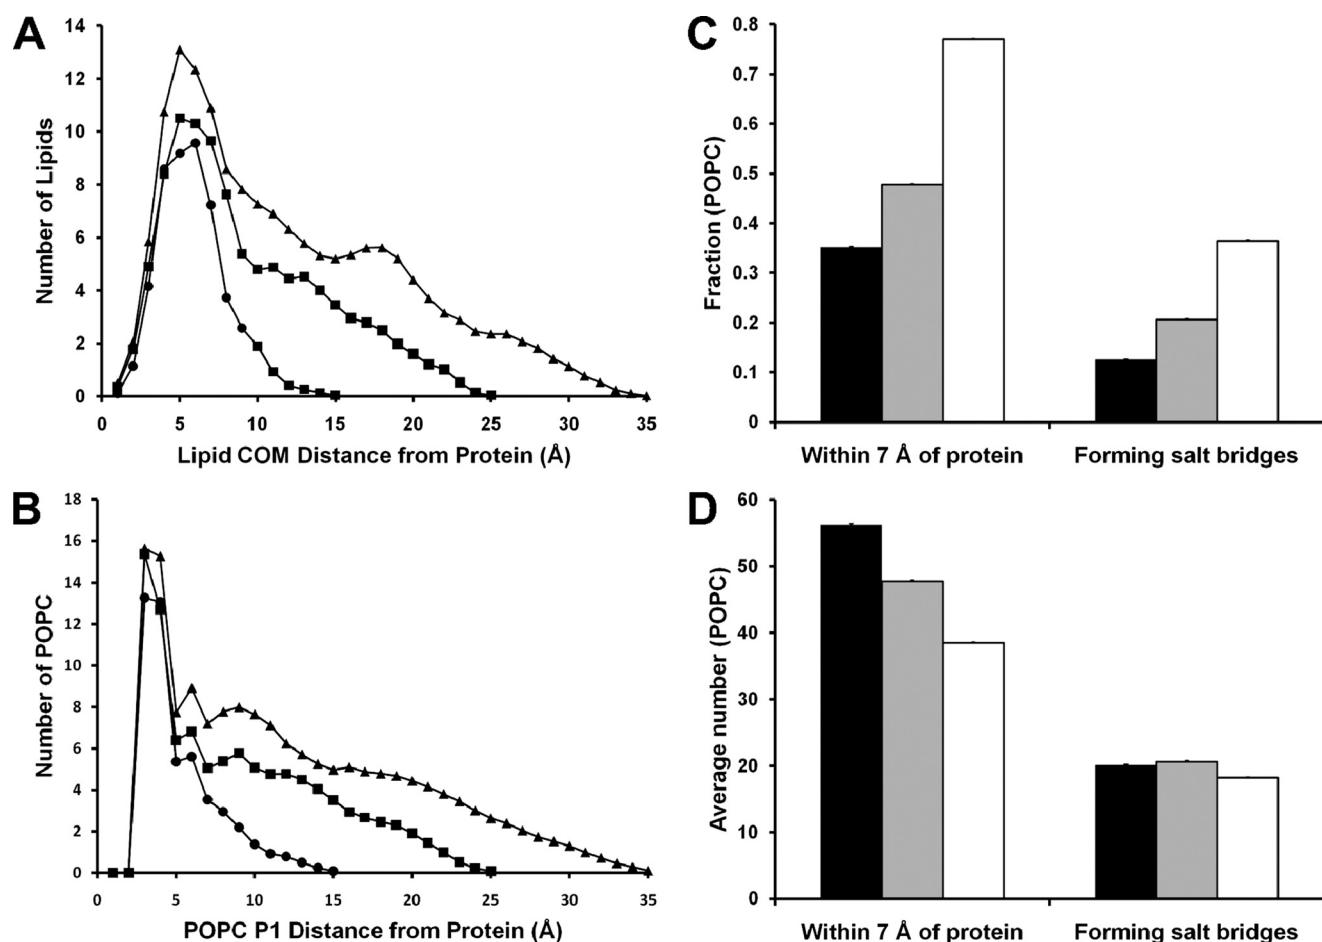 A
Number of Lipids
14
12
10
8
6
4
2
0
0 5 10 15 20 25 30 35
Lipid COM Distance from Protein (Å)
B
Number of POPC
18
16
14
12
10
8
6
4
2
0
0 5 10 15 20 25 30 35
POPC P1 Distance from Protein (Å)
C
Fraction (POPC)
0.8
0.7
0.6
0.5
0.4
0.3
0.2
0.1
0
Within 7 Å of protein Forming salt bridges
D
Average number (POPC)
60
50
40
30
20
10
0
Within 7 Å of protein Forming salt bridges